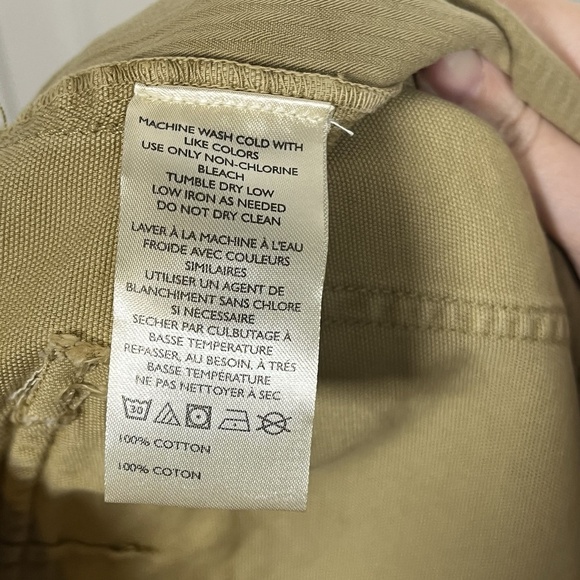 MACHINE WASH COLD WITH
LIKE COLORS
USE ONLY NON-CHLORINE
BLEACH
TUMBLE DRY LOW
LOW IRON AS NEEDED
DO NOT DRY CLEAN
LAVER À LA MACHINE À L'EAU
FROIDE AVEC COULEURS
SIMILAIRES
UTILISER UN AGENT DE
BLANCHIMENT SANS CHLORE
SI NÉCESSAIRE
SECHER PAR CULBUTAGE À
BASSE TEMPERATURE
REPASSER, AU BESOIN, À TRÉS
BASSE TEMPÉRATURE
NE PAS NETTOYER À SEC
30
100% COTTON
100% COTON